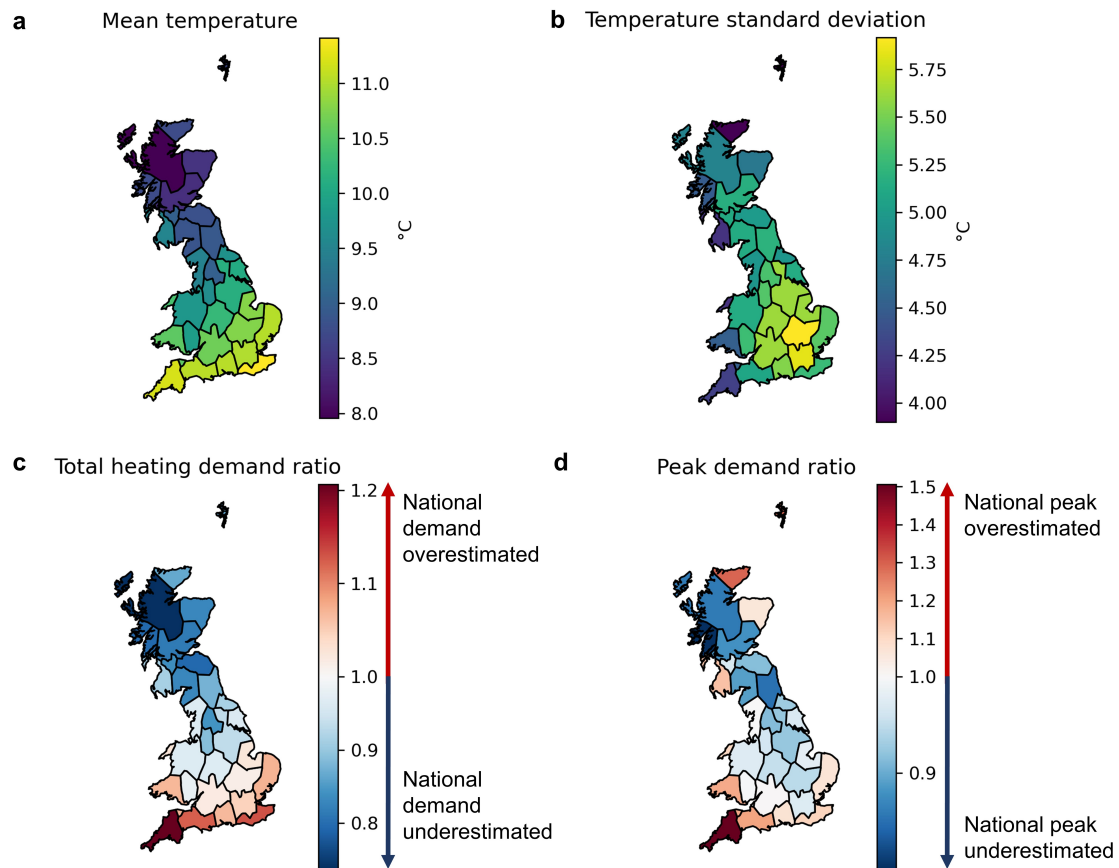 a
Mean temperature
11.0
10.5
10.0
9.5
9.0
8.5
8.0
°C
b
Temperature standard deviation
5.75
5.50
5.25
5.00
4.75
4.50
4.25
4.00
°C
c
Total heating demand ratio
1.2
1.1
1.0
0.9
0.8
National
demand
overestimated
National
demand
underestimated
d
Peak demand ratio
1.5
1.4
1.3
1.2
1.1
1.0
0.9
National peak
overestimated
National peak
underestimated